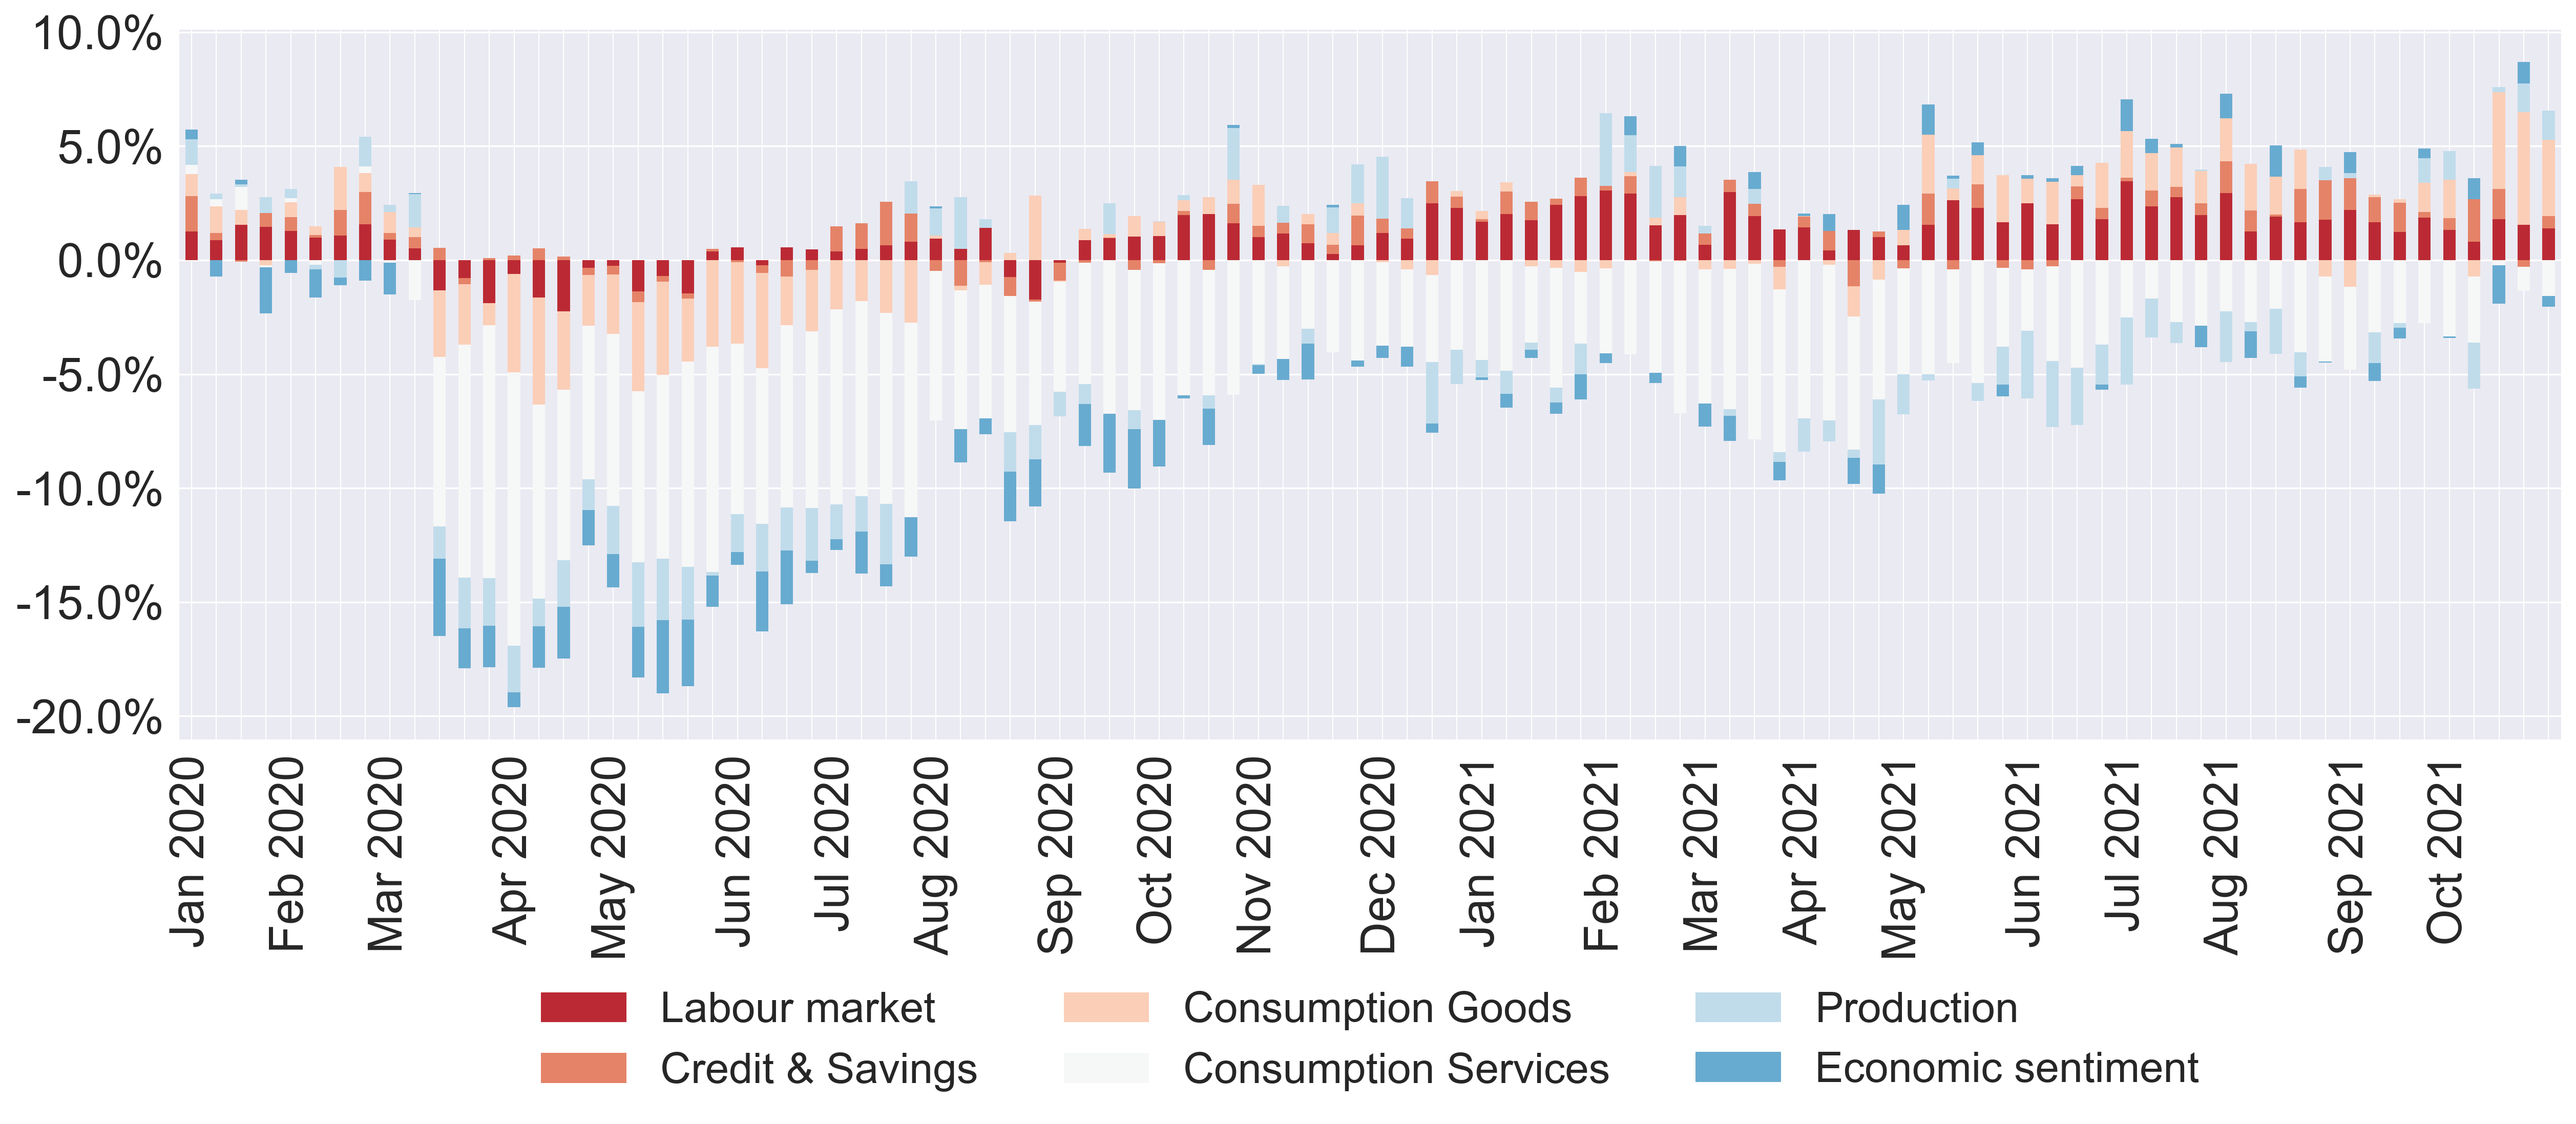 10.0%
5.0%
0.0%
-5.0%
-10.0%
-15.0%
-20.0%
Jan 2020
Feb 2020
Mar 2020
Apr 2020
May 2020
Jun 2020
Jul 2020
Aug 2020
Sep 2020
Oct 2020
Nov 2020
Dec 2020
Jan 2021
Feb 2021
Mar 2021
Apr 2021
May 2021
Jun 2021
Jul 2021
Aug 2021
Sep 2021
Oct 2021
Labour market
Consumption Goods
Production
Credit & Savings
Consumption Services
Economic sentiment